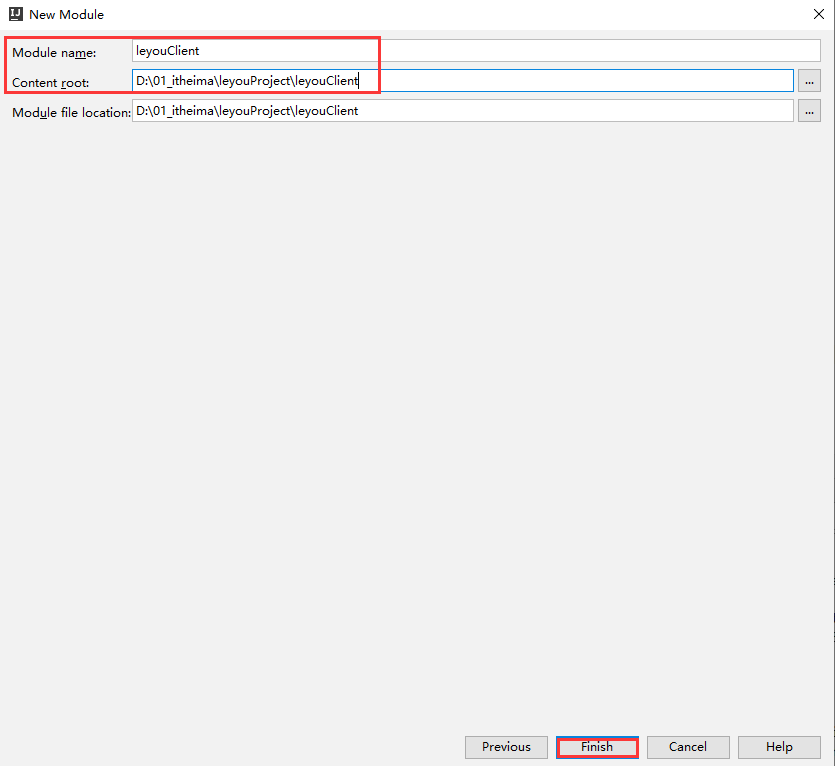 IJ New Module
Module name: leyouClient
Content root: D:\01_itheima\leyouProject\leyouClient ...
Module file location: D:\01_itheima\leyouProject\leyouClient ...
Previous Finish Cancel Help